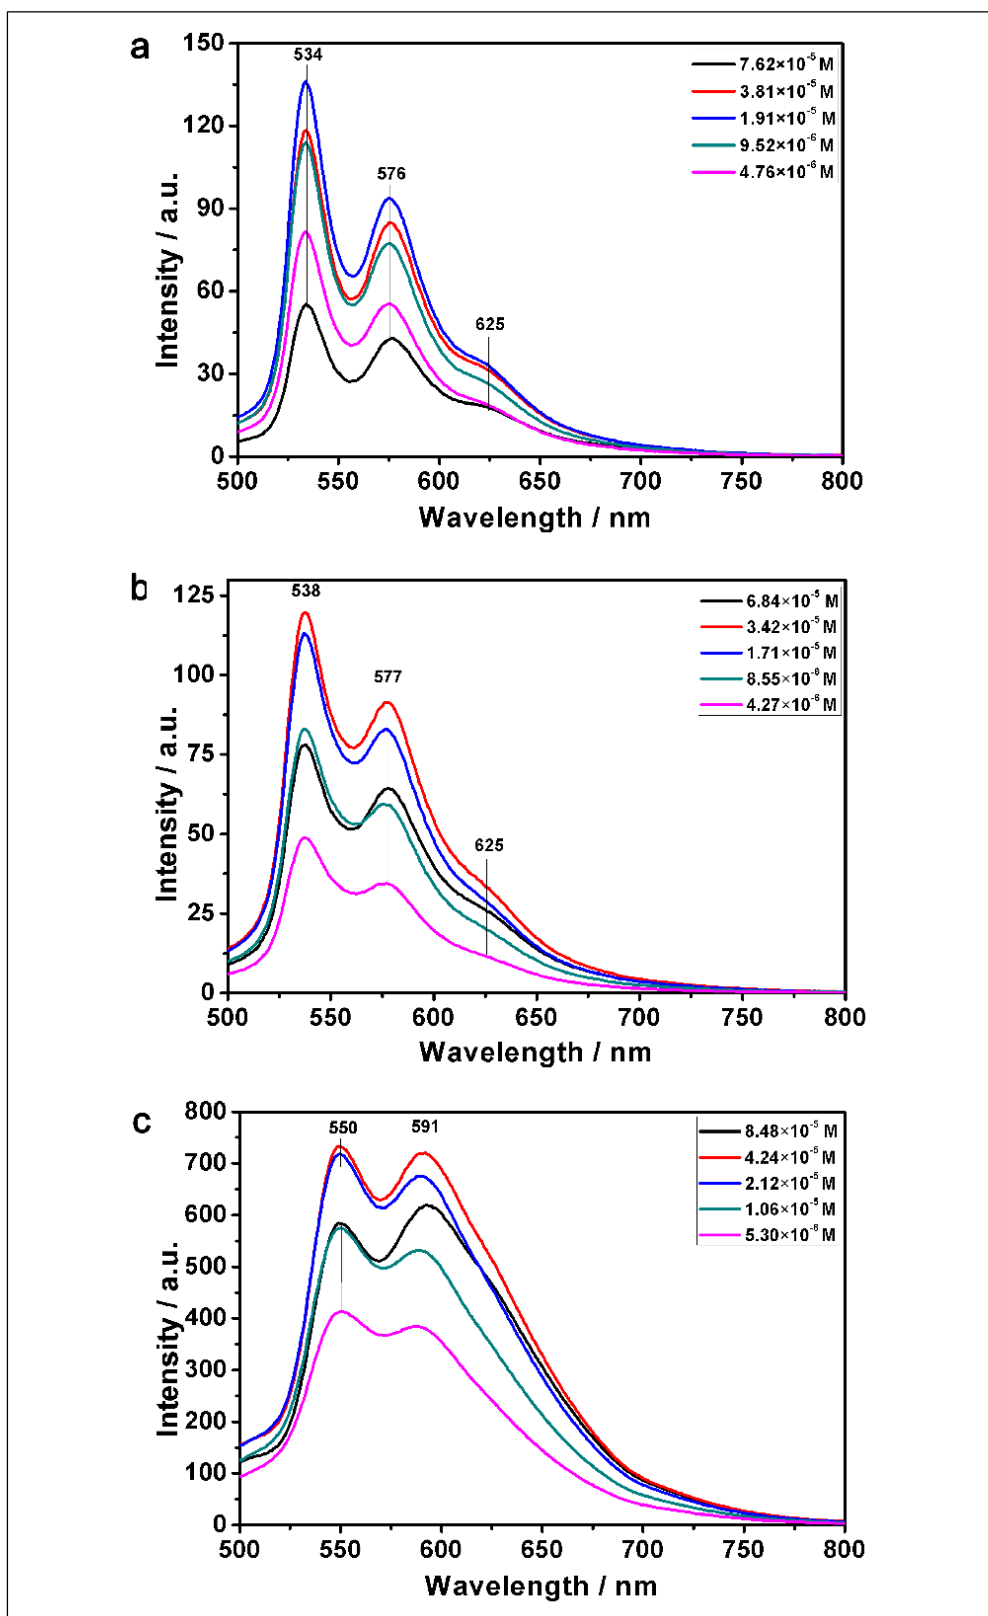 a
534
576
625
7.62×10⁻⁵ M
3.81×10⁻⁵ M
1.91×10⁻⁵ M
9.52×10⁻⁶ M
4.76×10⁻⁶ M
150
120
90
60
30
0
Intensity / a.u.
500 550 600 650 700 750 800
Wavelength / nm
b
538
577
625
6.84×10⁻⁵ M
3.42×10⁻⁵ M
1.71×10⁻⁵ M
8.55×10⁻⁶ M
4.27×10⁻⁶ M
125
100
75
50
25
0
Intensity / a.u.
500 550 600 650 700 750 800
Wavelength / nm
c
550
591
8.48×10⁻⁵ M
4.24×10⁻⁵ M
2.12×10⁻⁵ M
1.06×10⁻⁵ M
5.30×10⁻⁶ M
800
700
600
500
400
300
200
100
0
Intensity / a.u.
500 550 600 650 700 750 800
Wavelength / nm